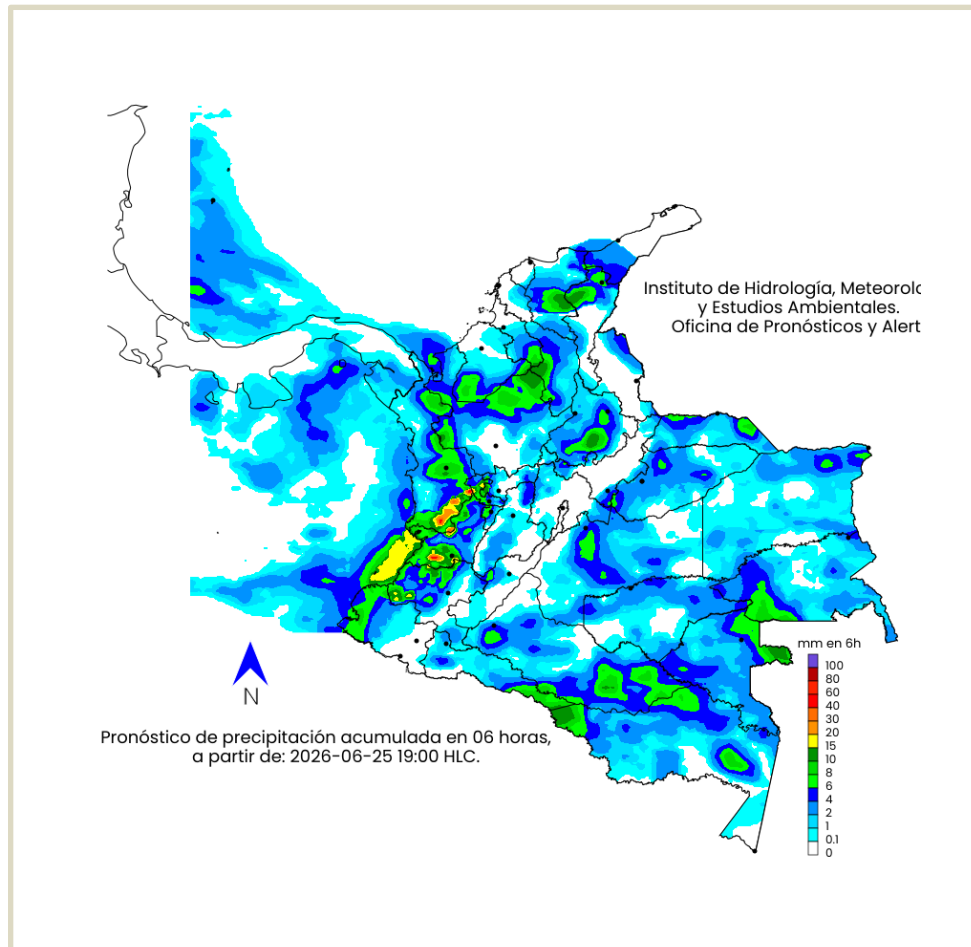 Instituto de Hidrología, Meteorolo
y Estudios Ambientales.
Oficina de Pronósticos y Alert
N
mm en 6h
100
80
60
40
30
20
15
10
8
6
4
2
1
0.1
0
Pronóstico de precipitación acumulada en 06 horas,
a partir de: 2026-06-25 19:00 HLC.